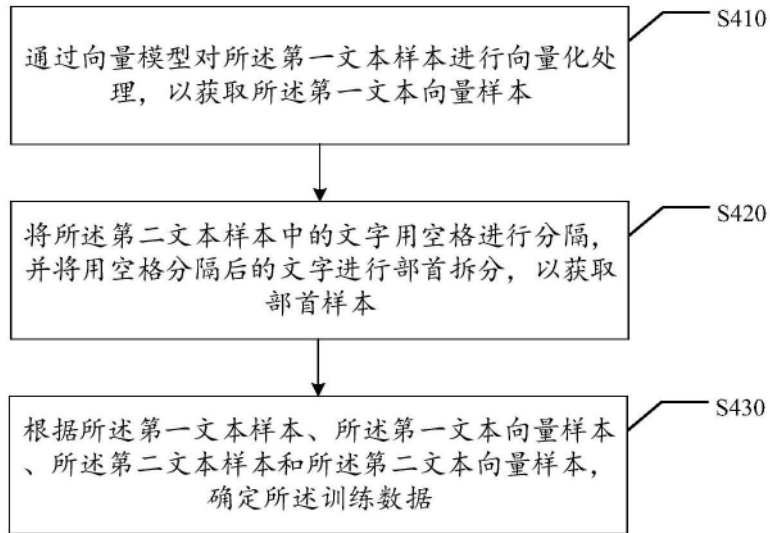 S410
通过向量模型对所述第一文本样本进行向量化处
理，以获取所述第一文本向量样本
S420
将所述第二文本样本中的文字用空格进行分隔，
并将用空格分隔后的文字进行部首拆分，以获取
部首样本
S430
根据所述第一文本样本、所述第一文本向量样本
、所述第二文本样本和所述第二文本向量样本，
确定所述训练数据